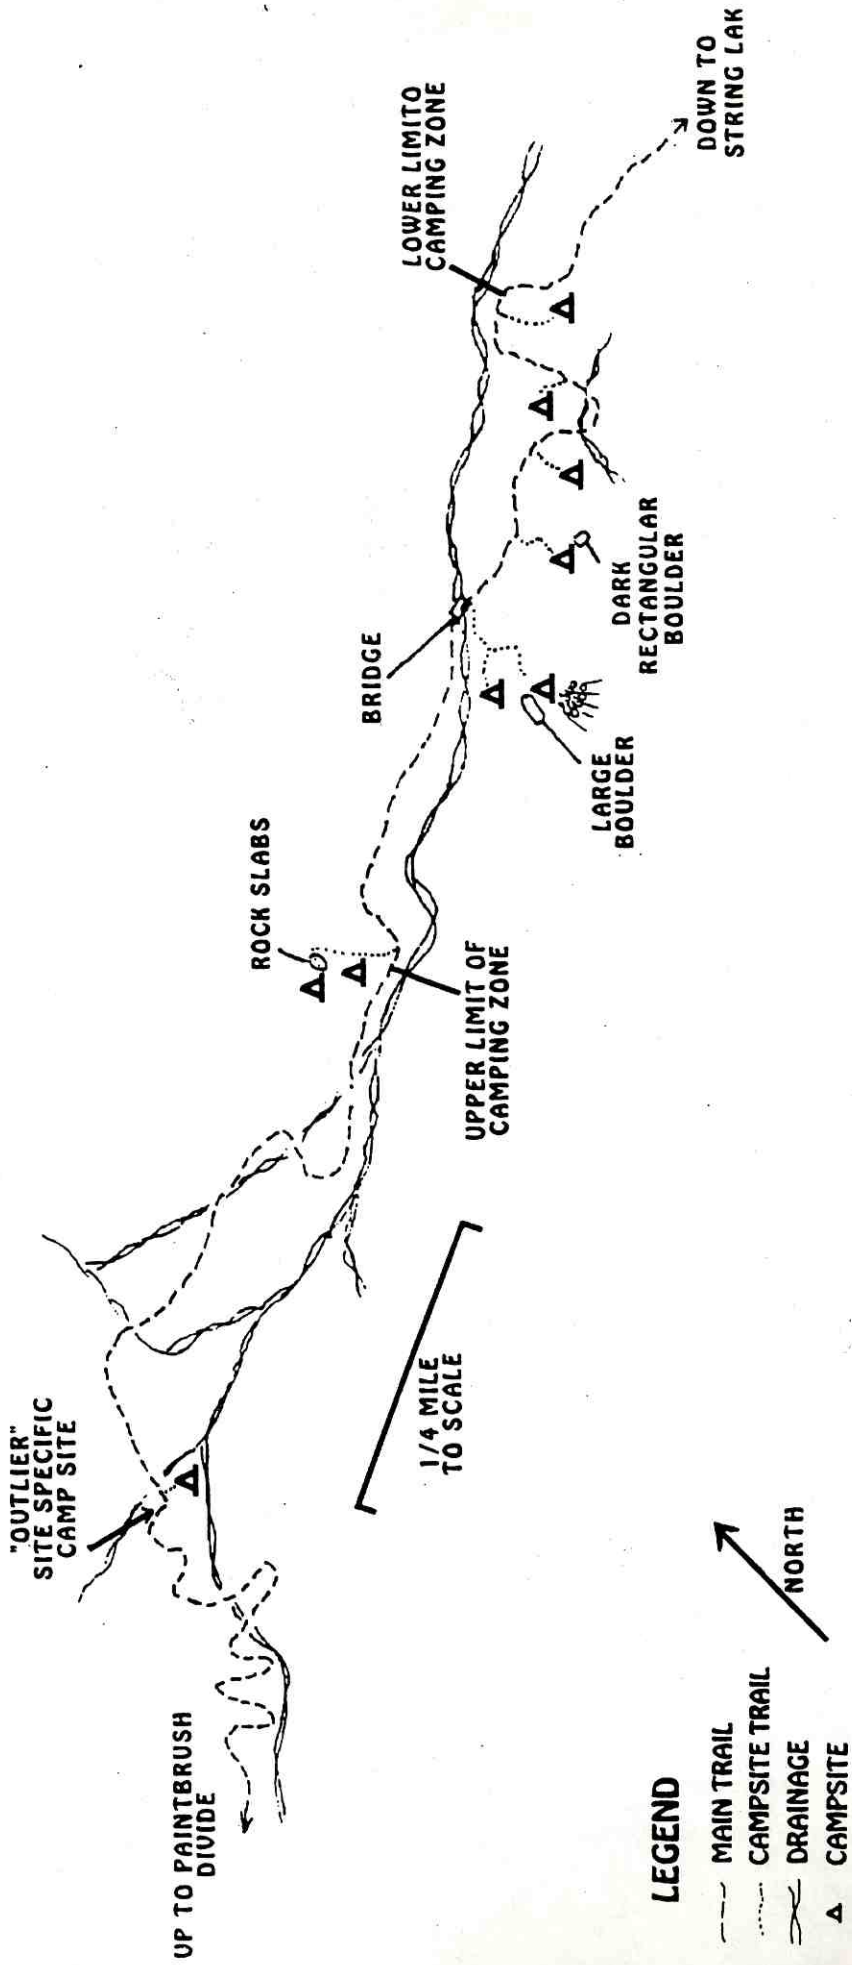 "OUTLIER"
SITE SPECIFIC
CAMP SITE
UP TO PAINTBRUSH
DIVIDE
ROCK SLABS
UPPER LIMIT OF
CAMPING ZONE
1/4 MILE
TO SCALE
BRIDGE
LARGE
BOULDER
DARK
RECTANGULAR
BOULDER
LOWER LIMITO
CAMPING ZONE
DOWN TO
STRING LAK
NORTH
LEGEND
MAIN TRAIL
CAMPSITE TRAIL
DRAINAGE
CAMPSITE